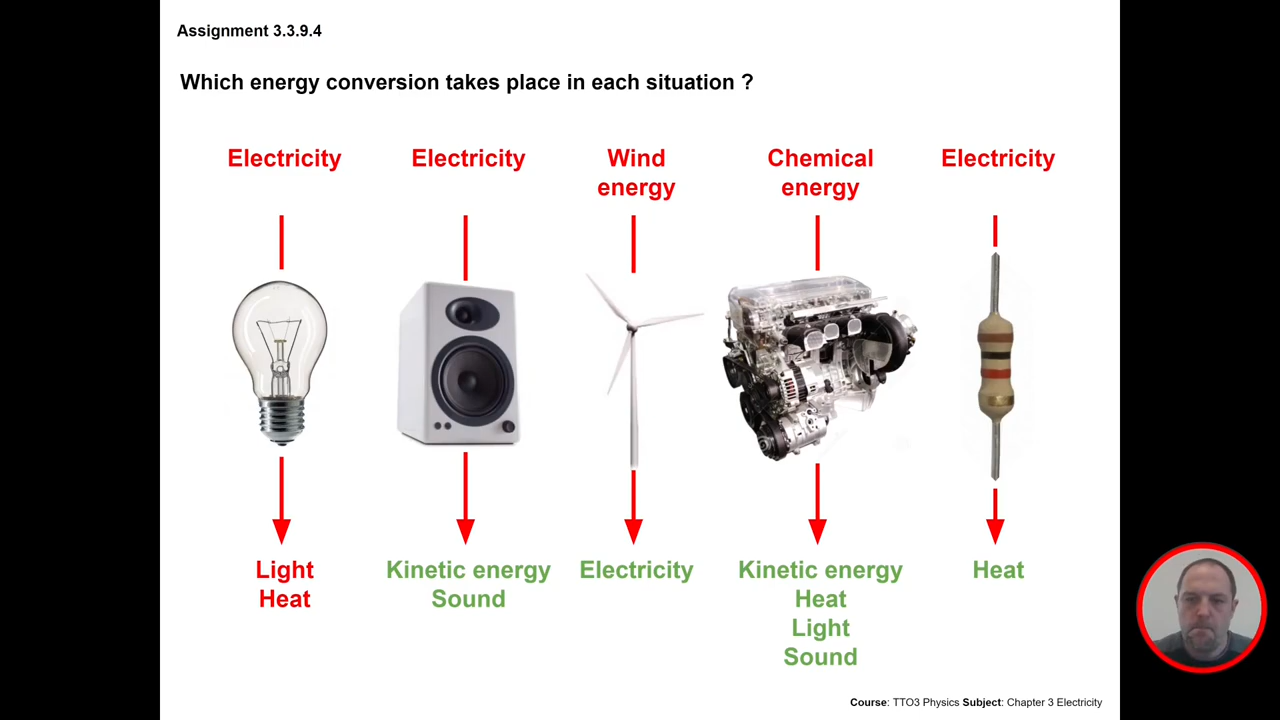 Assignment 3.3.9.4
Which energy conversion takes place in each situation ?
Electricity
Electricity
Wind
energy
Chemical
energy
Electricity
Light
Heat
Kinetic energy
Sound
Electricity
Kinetic energy
Heat
Light
Sound
Heat
Course: TTO3 Physics Subject: Chapter 3 Electricity